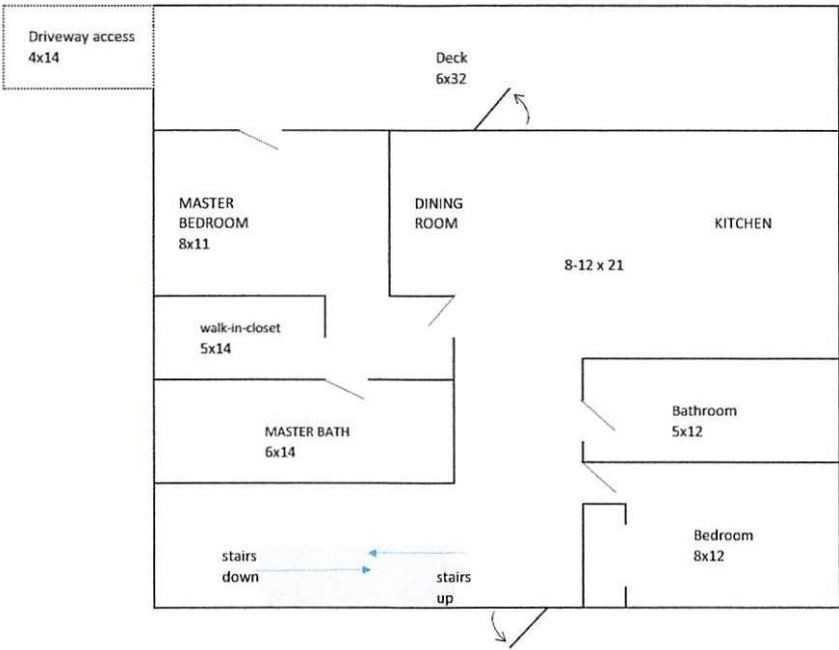 Driveway access
4x14
Deck
6x32
MASTER
BEDROOM
8x11
DINING
ROOM
KITCHEN
8-12 x 21
walk-in-closet
5x14
Bathroom
5x12
MASTER BATH
6x14
Bedroom
8x12
stairs
down
stairs
up